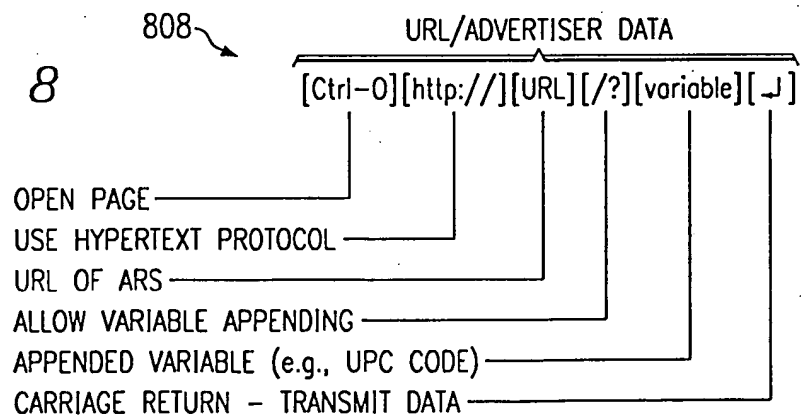 808
URL/ADVERTISER DATA
8
[Ctrl-O][http://][URL][/?][variable][↵]
OPEN PAGE
USE HYPERTEXT PROTOCOL
URL OF ARS
ALLOW VARIABLE APPENDING
APPENDED VARIABLE (e.g., UPC CODE)
CARRIAGE RETURN - TRANSMIT DATA